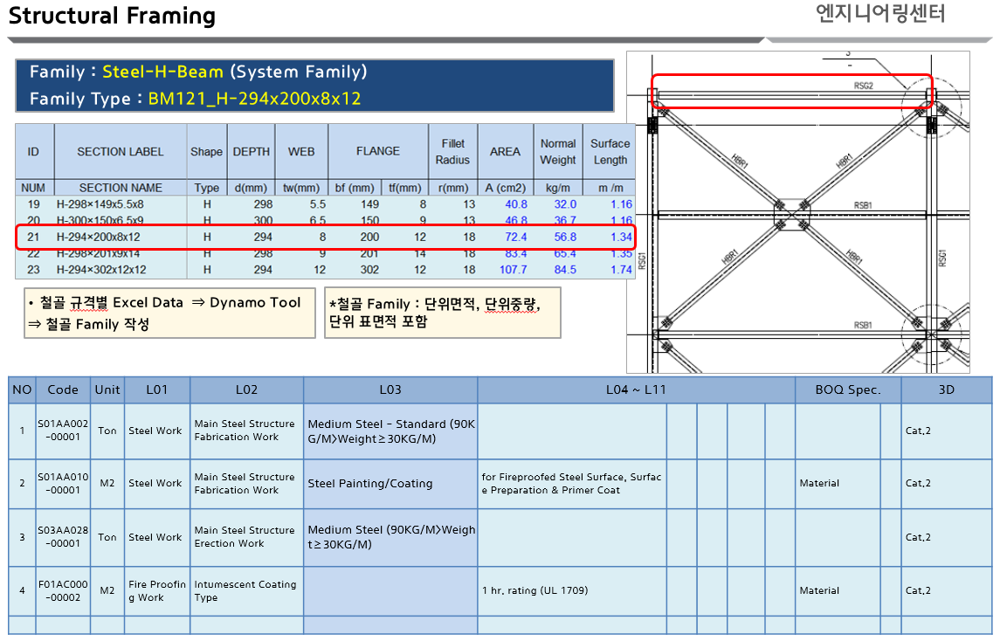 Structural Framing
엔지니어링센터
Family : Steel-H-Beam (System Family)
Family Type : BM121_H-294x200x8x12
ID SECTION LABEL Shape DEPTH WEB FLANGE Fillet Radius AREA Normal Weight Surface Length
NUM SECTION NAME Type d(mm) tw(mm) bf (mm) tf(mm) r(mm) A (cm2) kg/m m /m
19 H-298×149x5.5x8 H 298 5.5 149 8 13 40.8 32.0 1.16
20 H-300×150x6.5x9 H 300 6.5 150 9 13 46.8 36.7 1.16
21 H-294×200x8x12 H 294 8 200 12 18 72.4 56.8 1.34
22 H-298×201x9x14 H 298 9 201 14 18 83.4 65.4 1.35
23 H-294×302x12x12 H 294 12 302 12 18 107.7 84.5 1.74
• 철골 규격별 Excel Data ⇒ Dynamo Tool
⇒ 철골 Family 작성
*철골 Family : 단위면적, 단위중량,
단위 표면적 포함
RSG2
HBR1
HBR1
RSB1
RSG1
RSG1
HBR1
HBR1
RSB1
NO Code Unit L01 L02 L03 L04 ~ L11 BOQ Spec. 3D
1 S01AA002-00001 Ton Steel Work Main Steel Structure Fabrication Work Medium Steel - Standard (90KG/M>Weight≥30KG/M) Cat.2
2 S01AA010-00001 M2 Steel Work Main Steel Structure Fabrication Work Steel Painting/Coating for Fireproofed Steel Surface, Surface Preparation & Primer Coat Material Cat.2
3 S03AA028-00001 Ton Steel Work Main Steel Structure Erection Work Medium Steel (90KG/M>Weight≥30KG/M) Cat.2
4 F01AC000-00002 M2 Fire Proofing Work Intumescent Coating Type 1 hr. rating (UL 1709) Material Cat.2